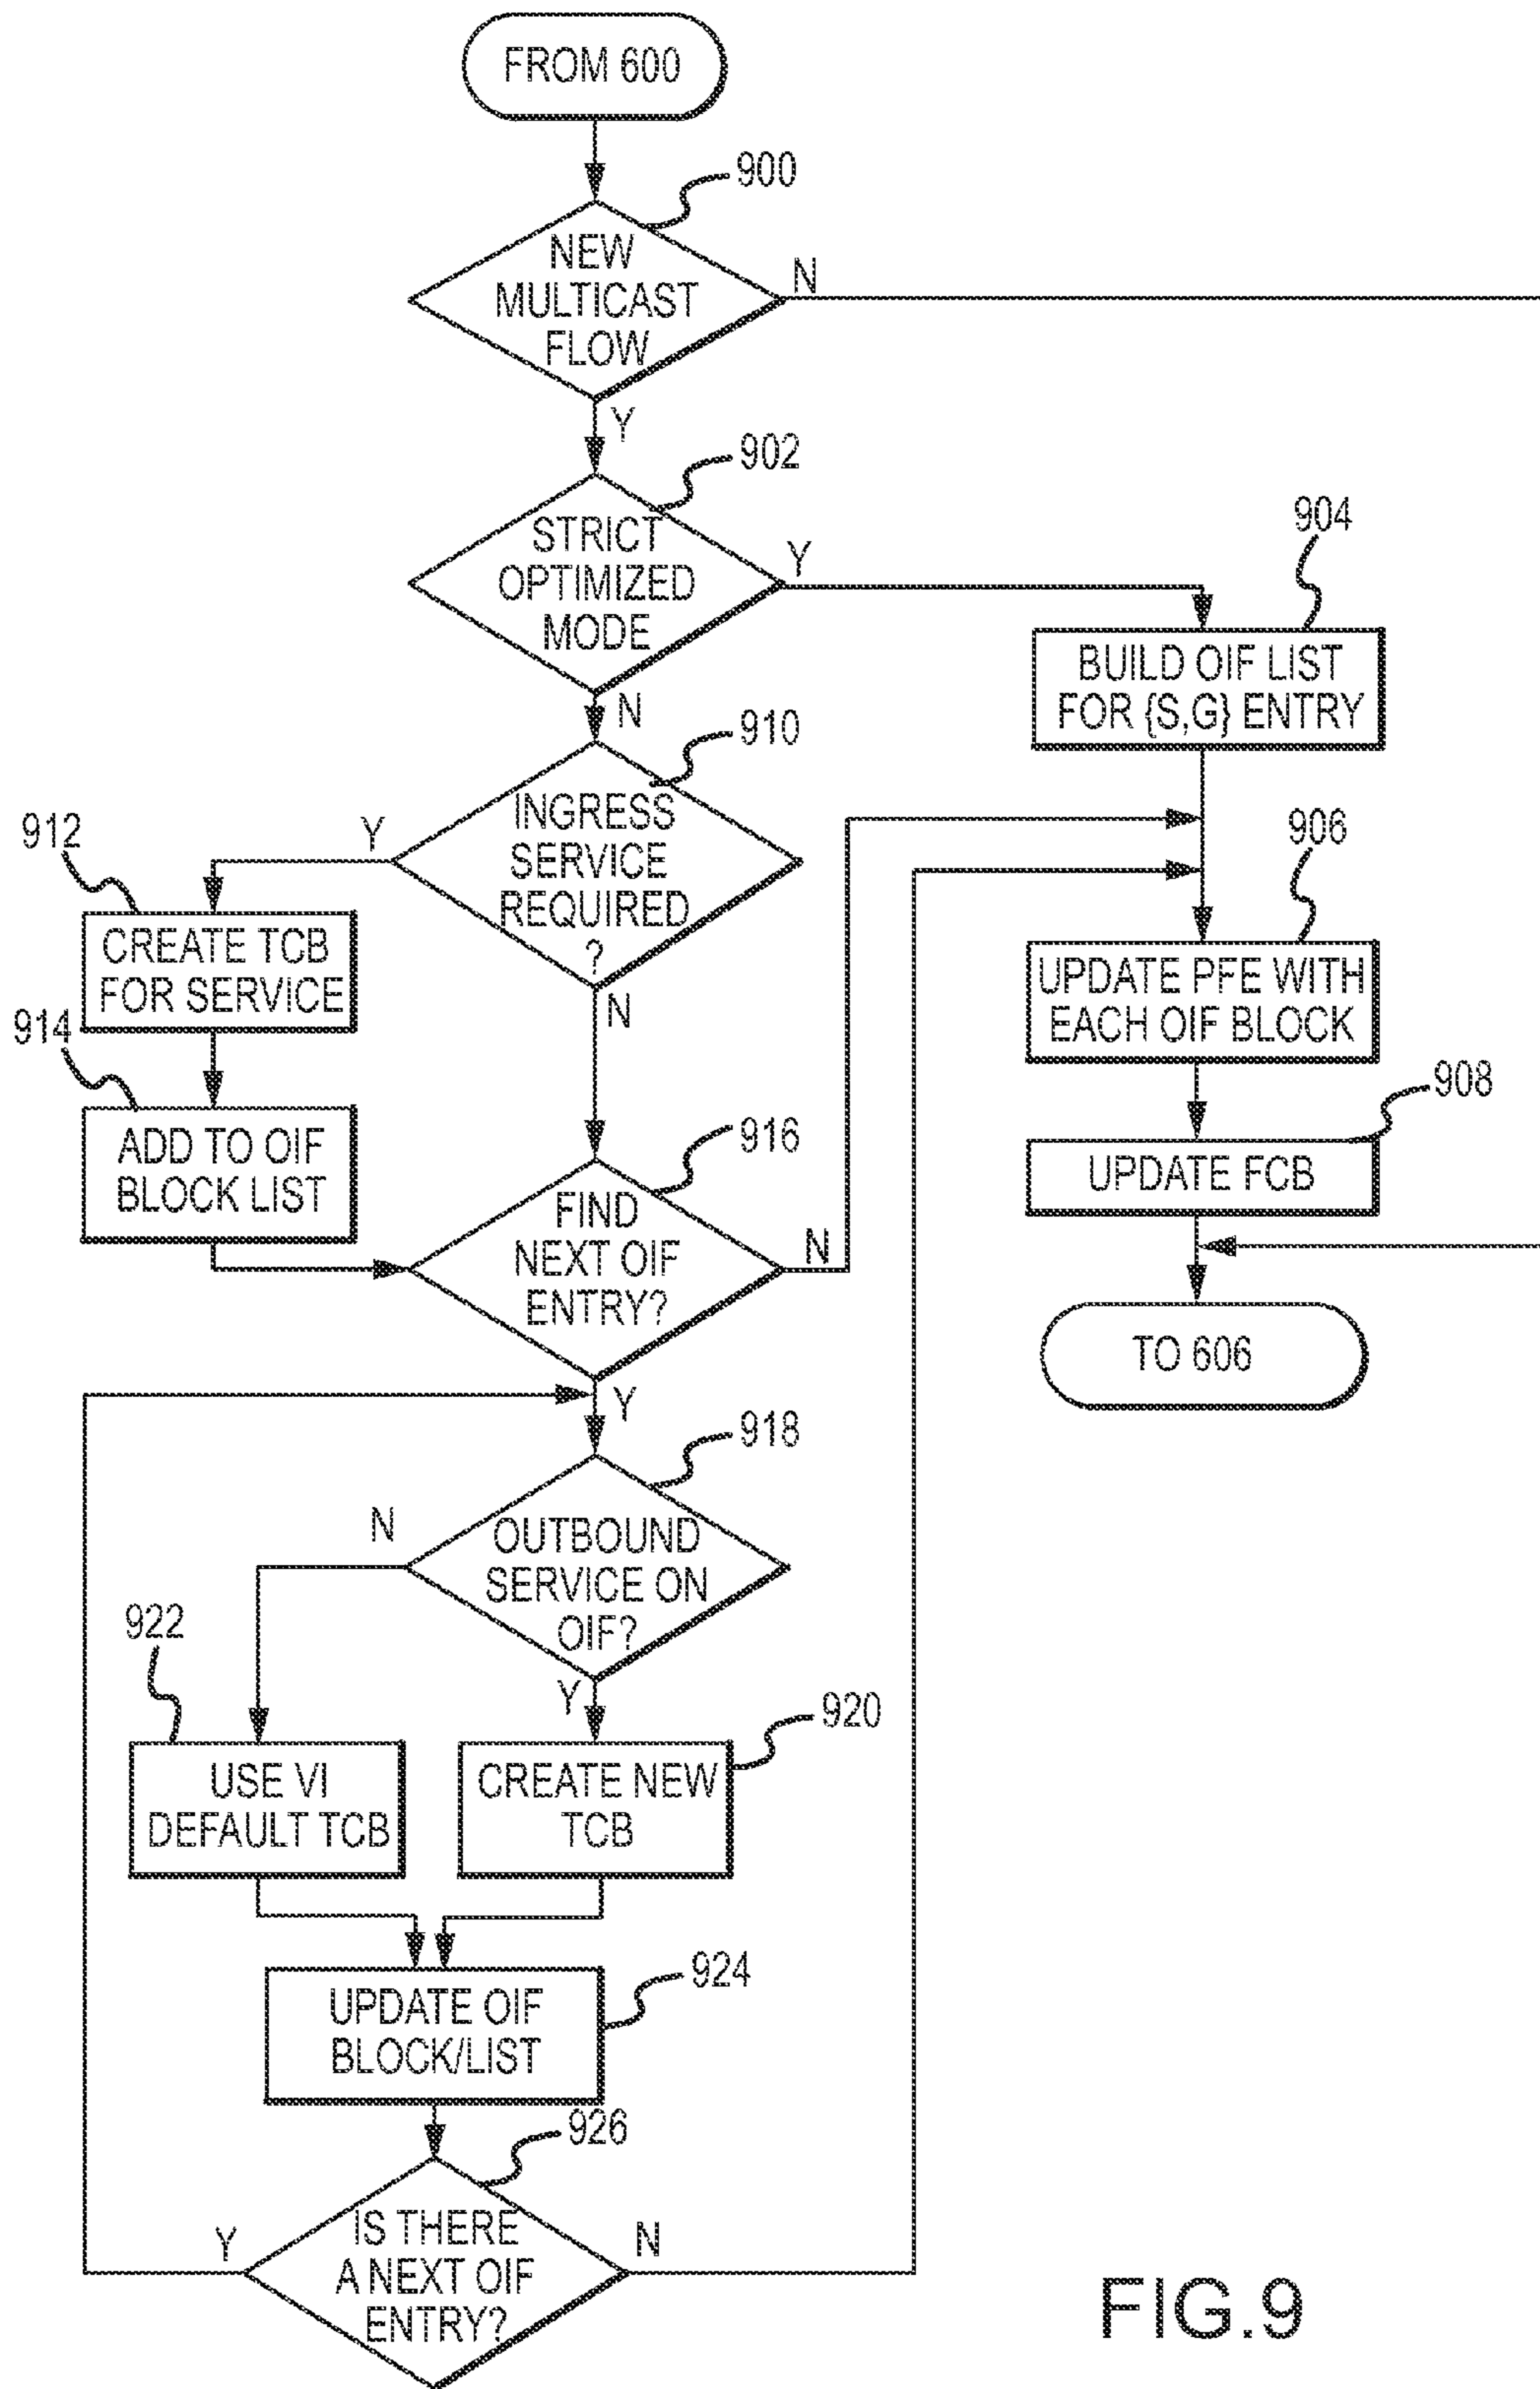 FROM 600
900
NEW
MULTICAST
FLOW
N
Y
902
STRICT
OPTIMIZED
MODE
Y
N
904
BUILD OIF LIST
FOR {S,G} ENTRY
910
INGRESS
SERVICE
REQUIRED
?
Y
N
912
CREATE TCB
FOR SERVICE
914
ADD TO OIF
BLOCK LIST
906
UPDATE PFE WITH
EACH OIF BLOCK
908
UPDATE FCB
TO 606
916
FIND
NEXT OIF
ENTRY?
N
Y
918
OUTBOUND
SERVICE ON
OIF?
N
Y
922
USE VI
DEFAULT TCB
920
CREATE NEW
TCB
924
UPDATE OIF
BLOCK/LIST
926
IS THERE
A NEXT OIF
ENTRY?
Y
N
FIG.9